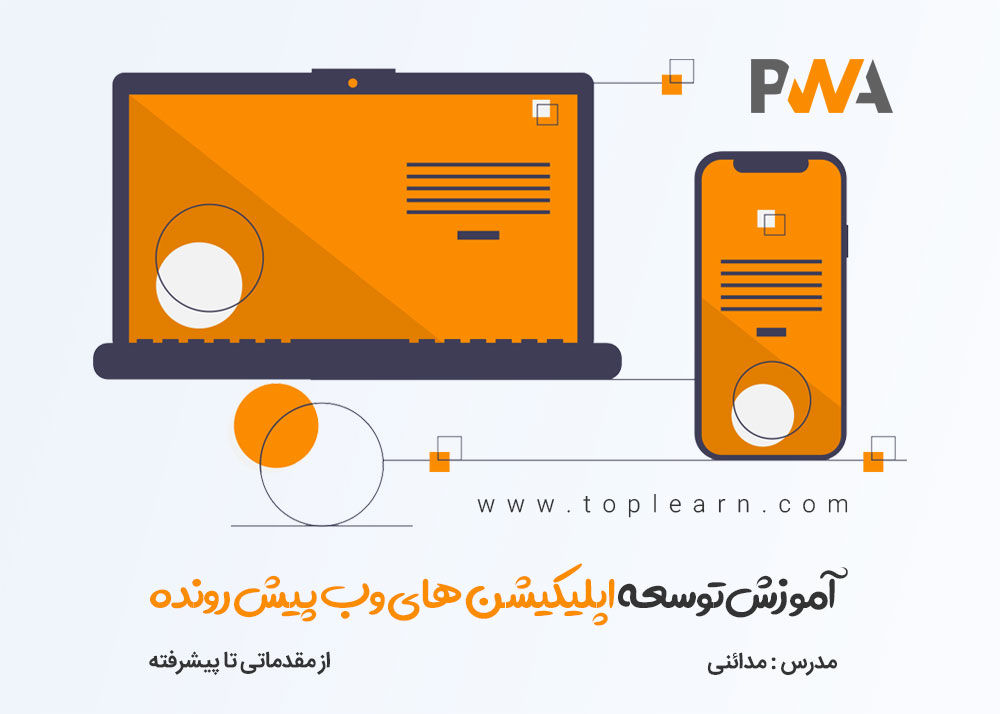 PWA
www.toplearn.com
آموزش توسعه اپلیکیشن های وب پیش رونده
مدرس : مدائنی
از مقدماتی تا پیشرفته